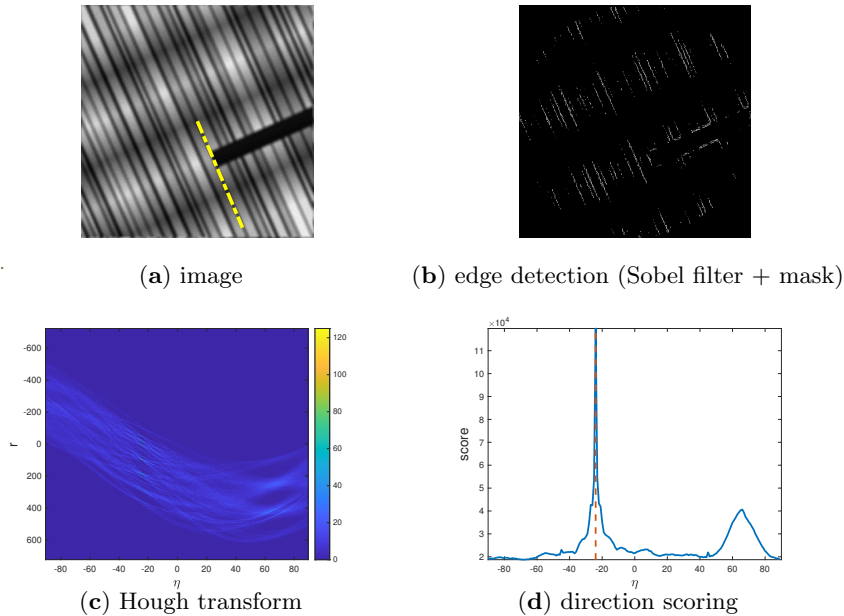 (a) image
(b) edge detection (Sobel filter + mask)
-600
-400
-200
0
200
400
600
r
-80 -60 -40 -20 0 20 40 60 80
η
120
100
80
60
40
20
0
(c) Hough transform
×10⁴
11
10
9
8
7
6
5
4
3
2
score
-80 -60 -40 -20 0 20 40 60 80
η
(d) direction scoring